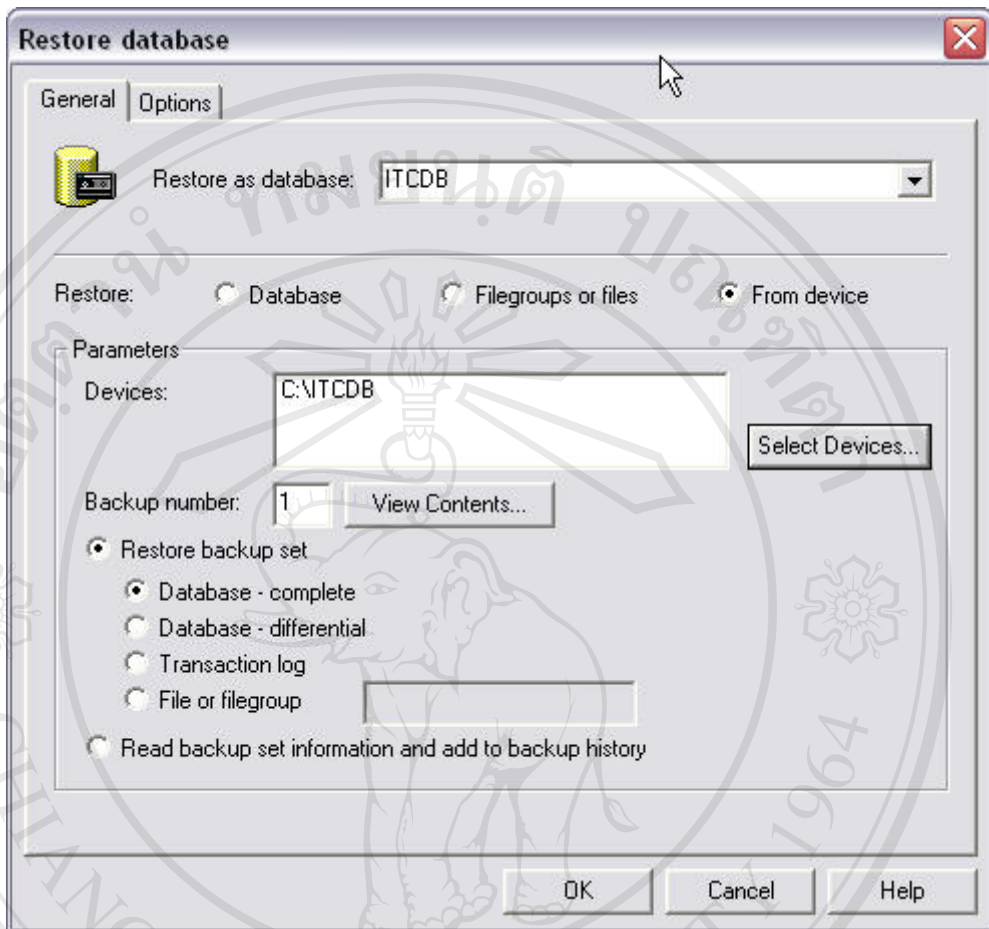 Restore database
General Options
Restore as database: ITCDB
Restore: Database Filegroups or files From device
Parameters
Devices: C:\ITCDB
Select Devices...
Backup number: 1 View Contents...
Restore backup set
Database - complete
Database - differential
Transaction log
File or filegroup
Read backup set information and add to backup history
OK Cancel Help
1964